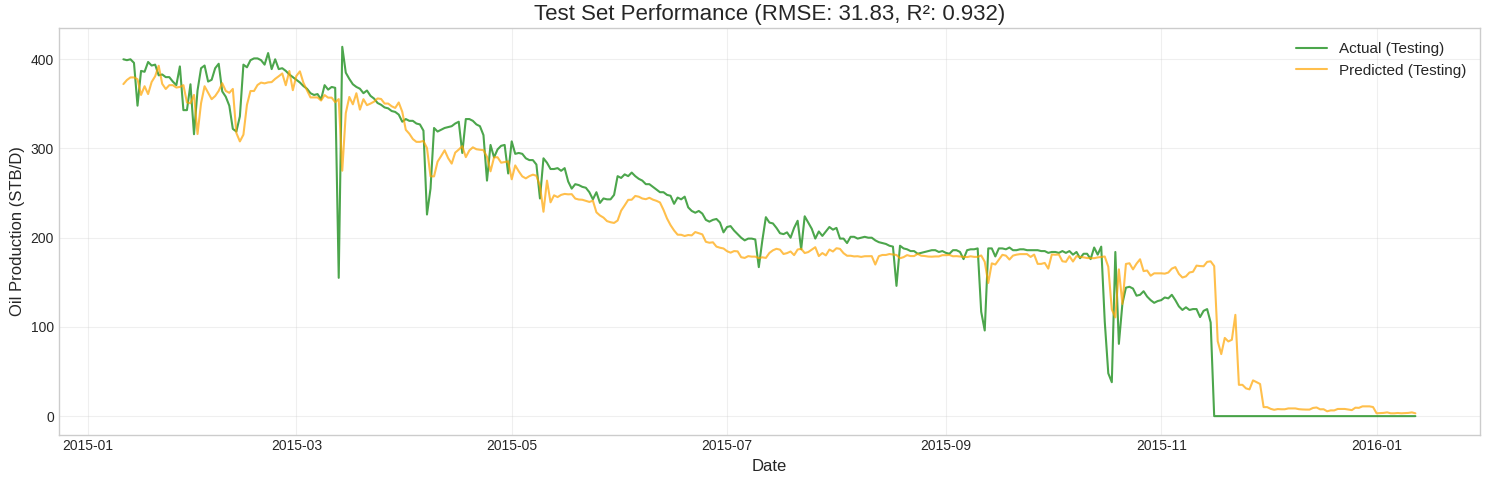 Test Set Performance (RMSE: 31.83, R²: 0.932)
Actual (Testing)
Predicted (Testing)
Oil Production (STB/D)
400
300
200
100
0
2015-01 2015-03 2015-05 2015-07 2015-09 2015-11 2016-01
Date